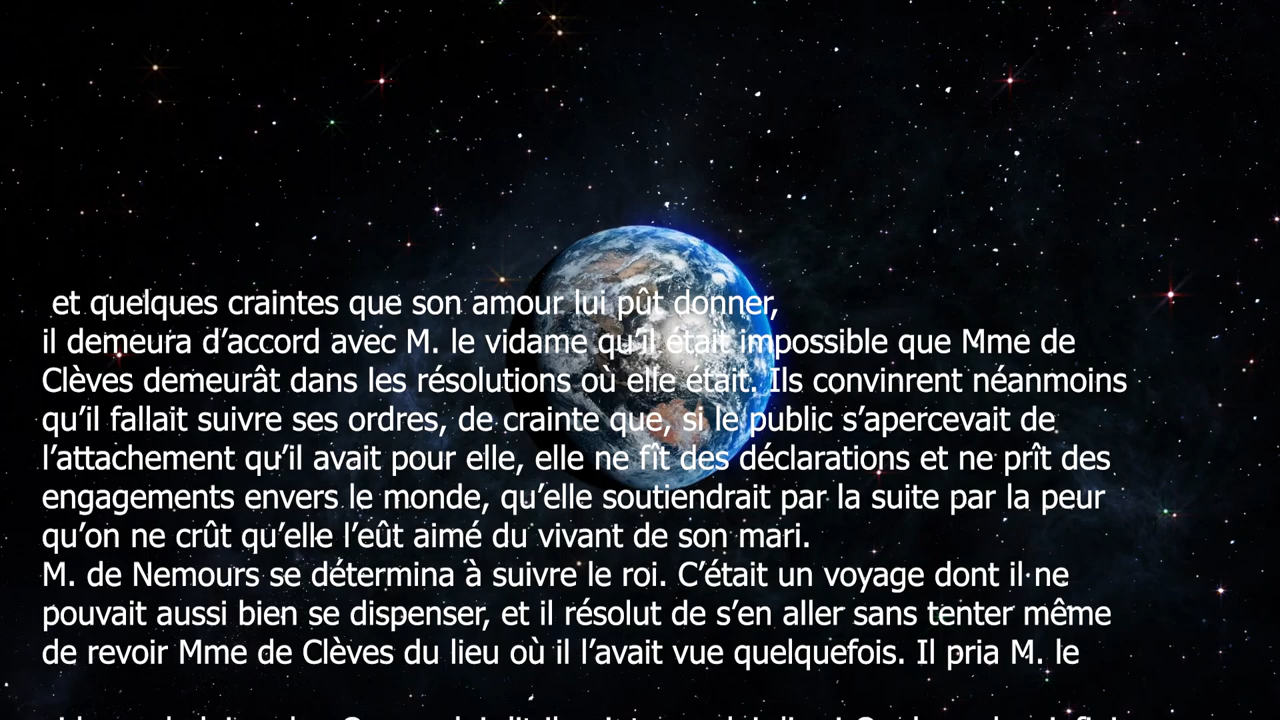 et quelques craintes que son amour lui pût donner,
il demeura d’accord avec M. le vidame qu’il était impossible que Mme de
Clèves demeurât dans les résolutions où elle était. Ils convinrent néanmoins
qu’il fallait suivre ses ordres, de crainte que, si le public s’apercevait de
l’attachement qu’il avait pour elle, elle ne fît des déclarations et ne prît des
engagements envers le monde, qu’elle soutiendrait par la suite par la peur
qu’on ne crût qu’elle l’eût aimé du vivant de son mari.
M. de Nemours se détermina à suivre le roi. C’était un voyage dont il ne
pouvait aussi bien se dispenser, et il résolut de s’en aller sans tenter même
de revoir Mme de Clèves du lieu où il l’avait vue quelquefois. Il pria M. le